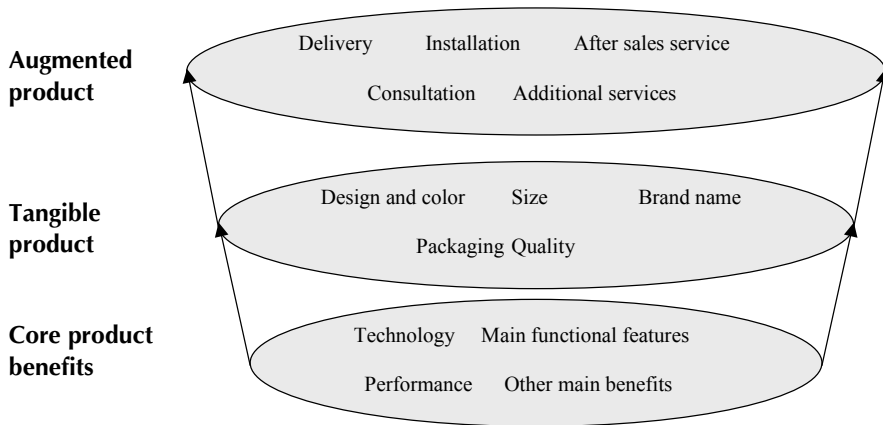 Augmented
product
Delivery Installation After sales service
Consultation Additional services
Tangible
product
Design and color Size Brand name
Packaging Quality
Core product
benefits
Technology Main functional features
Performance Other main benefits